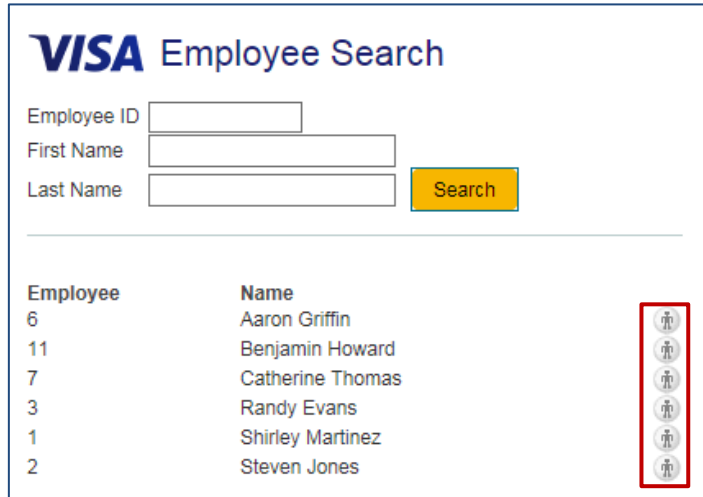 VISA Employee Search
Employee ID
First Name
Last Name Search
Employee Name
6 Aaron Griffin
11 Benjamin Howard
7 Catherine Thomas
3 Randy Evans
1 Shirley Martinez
2 Steven Jones